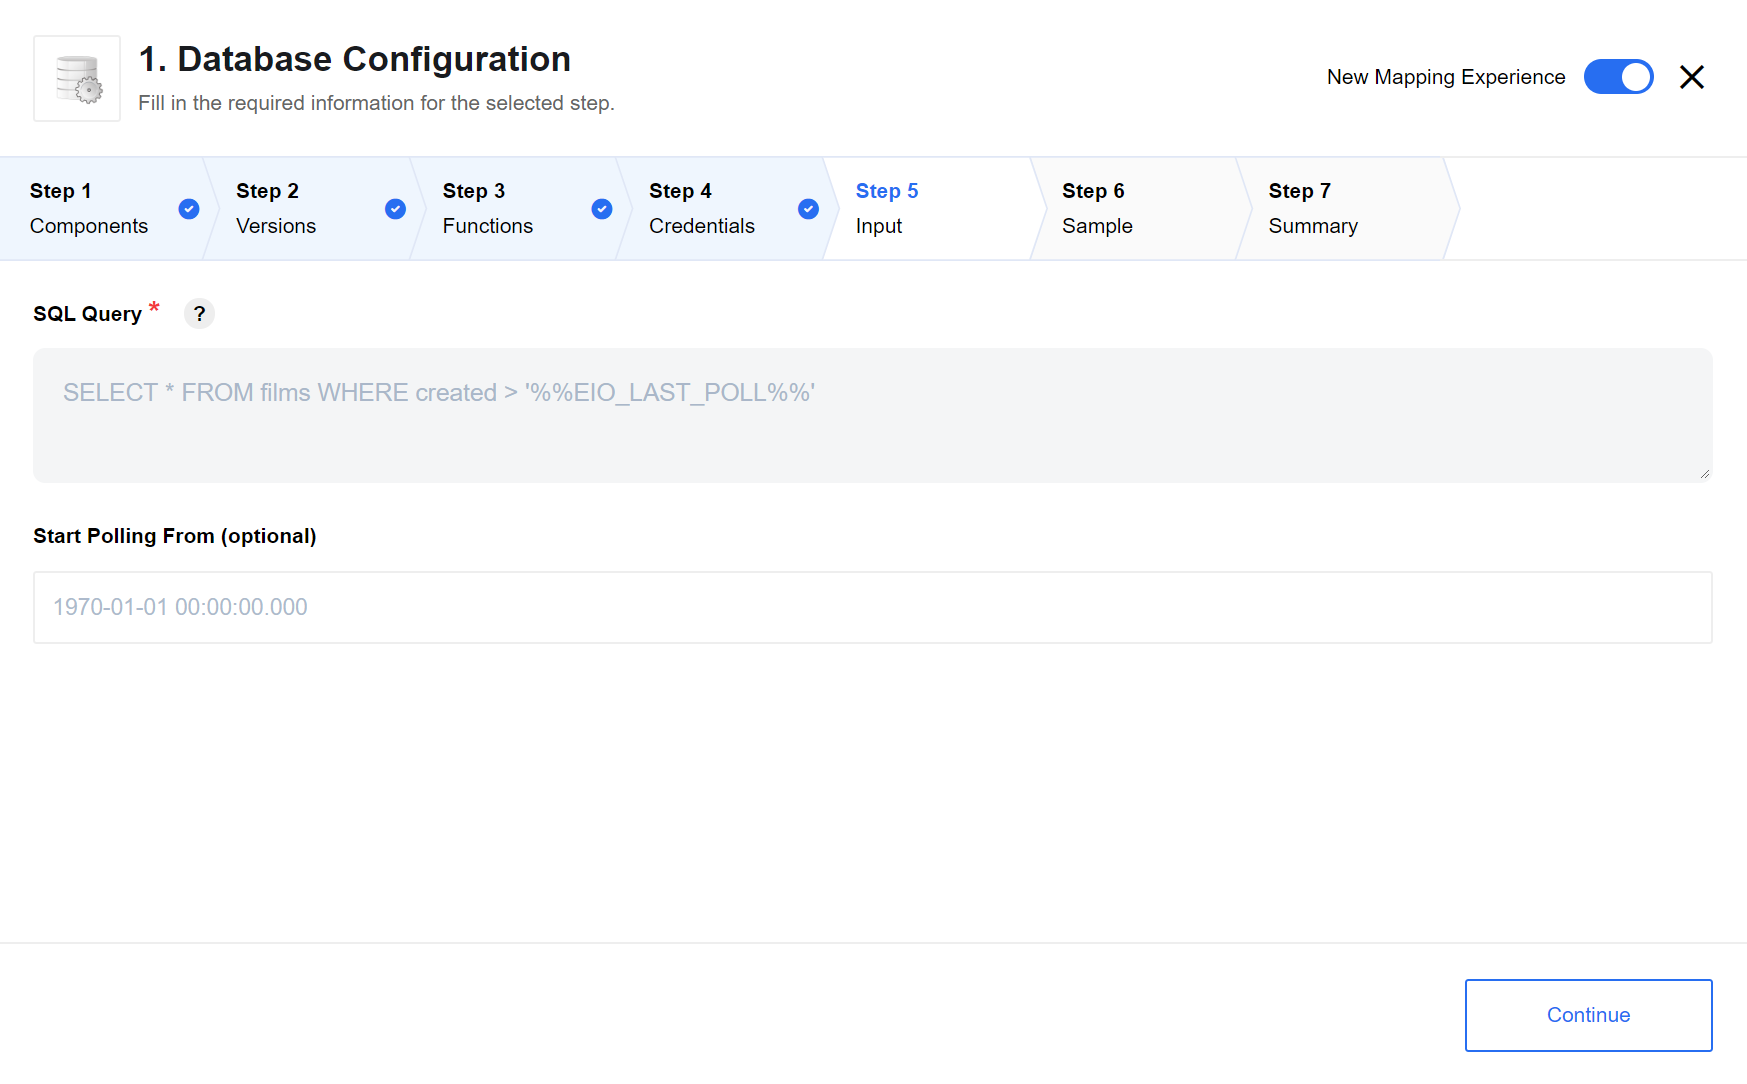 1. Database Configuration
Fill in the required information for the selected step.
New Mapping Experience
Step 1
Components
Step 2
Versions
Step 3
Functions
Step 4
Credentials
Step 5
Input
Step 6
Sample
Step 7
Summary
SQL Query * ?
SELECT * FROM films WHERE created > '%%EIO_LAST_POLL%%'
Start Polling From (optional)
1970-01-01 00:00:00.000
Continue